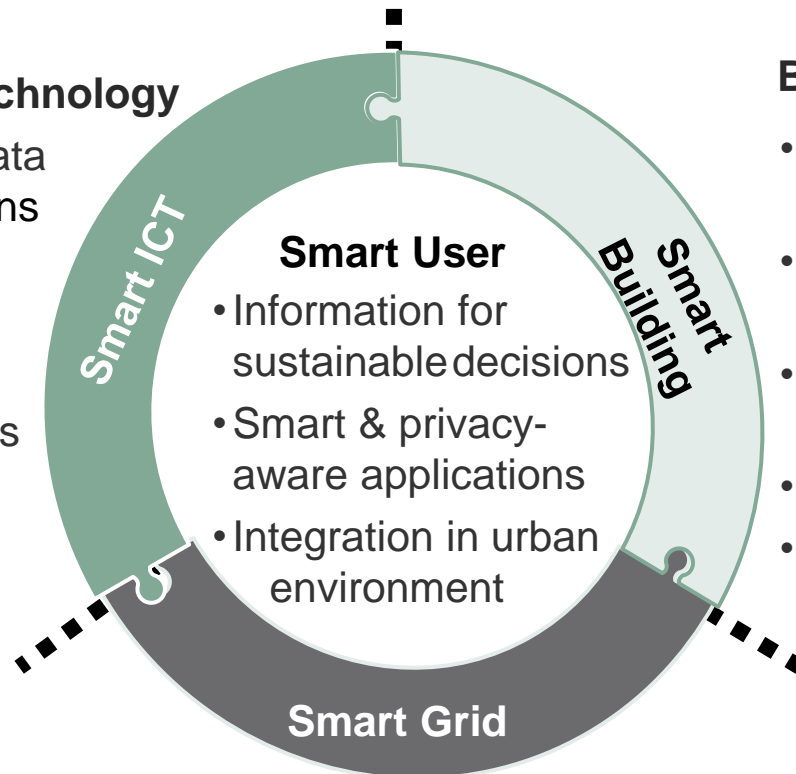 chnology
ata
ns
s
B
Smart ICT
Smart
Building
Smart User
• Information for
sustainable decisions
• Smart & privacy-
aware applications
• Integration in urban
environment
Smart Grid